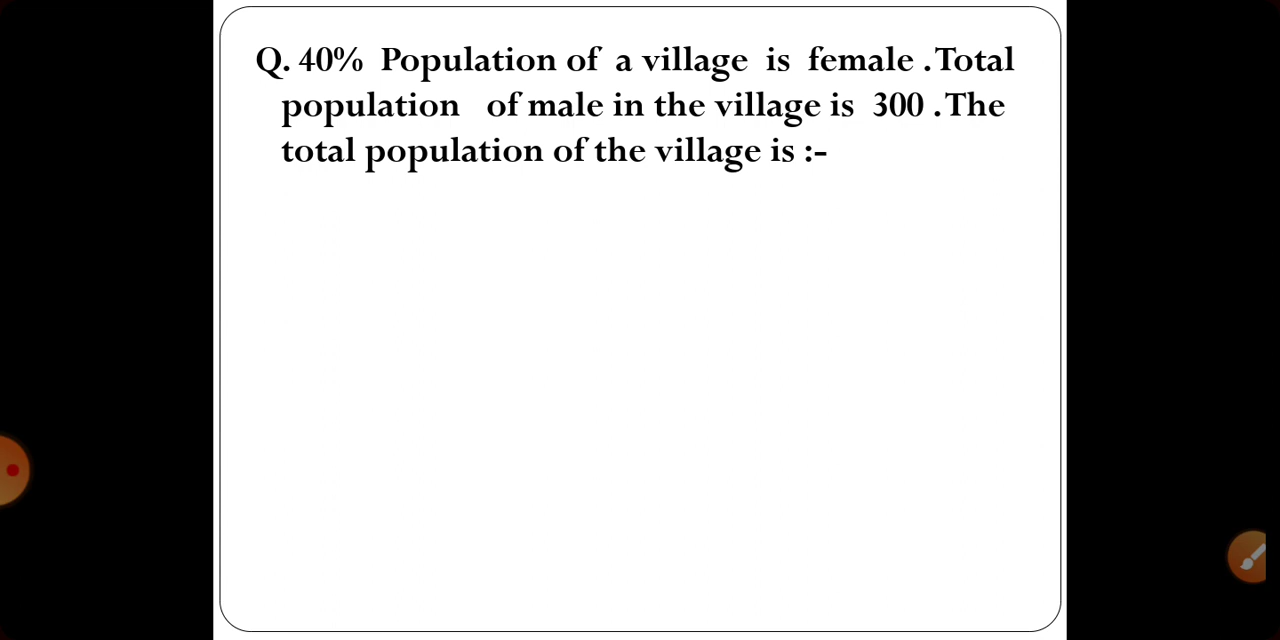 Q. 40% Population of a village is female .Total
population of male in the village is 300 .The
total population of the village is :-